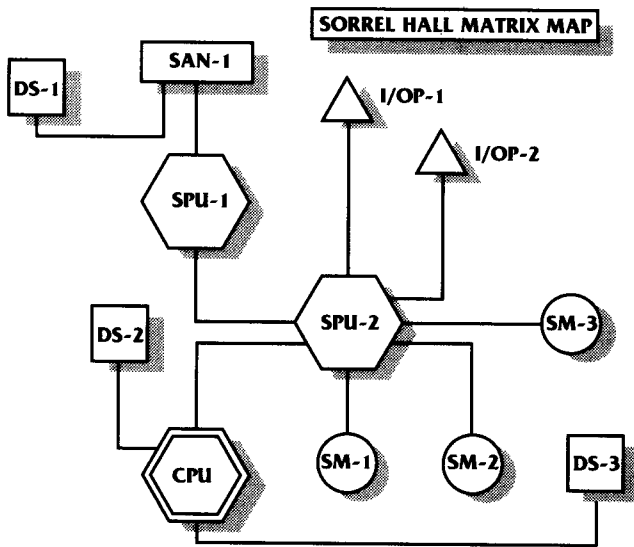 SORREL HALL MATRIX MAP
SAN-1
DS-1
I/OP-1
I/OP-2
SPU-1
SPU-2
DS-2
SM-3
CPU
SM-1
SM-2
DS-3